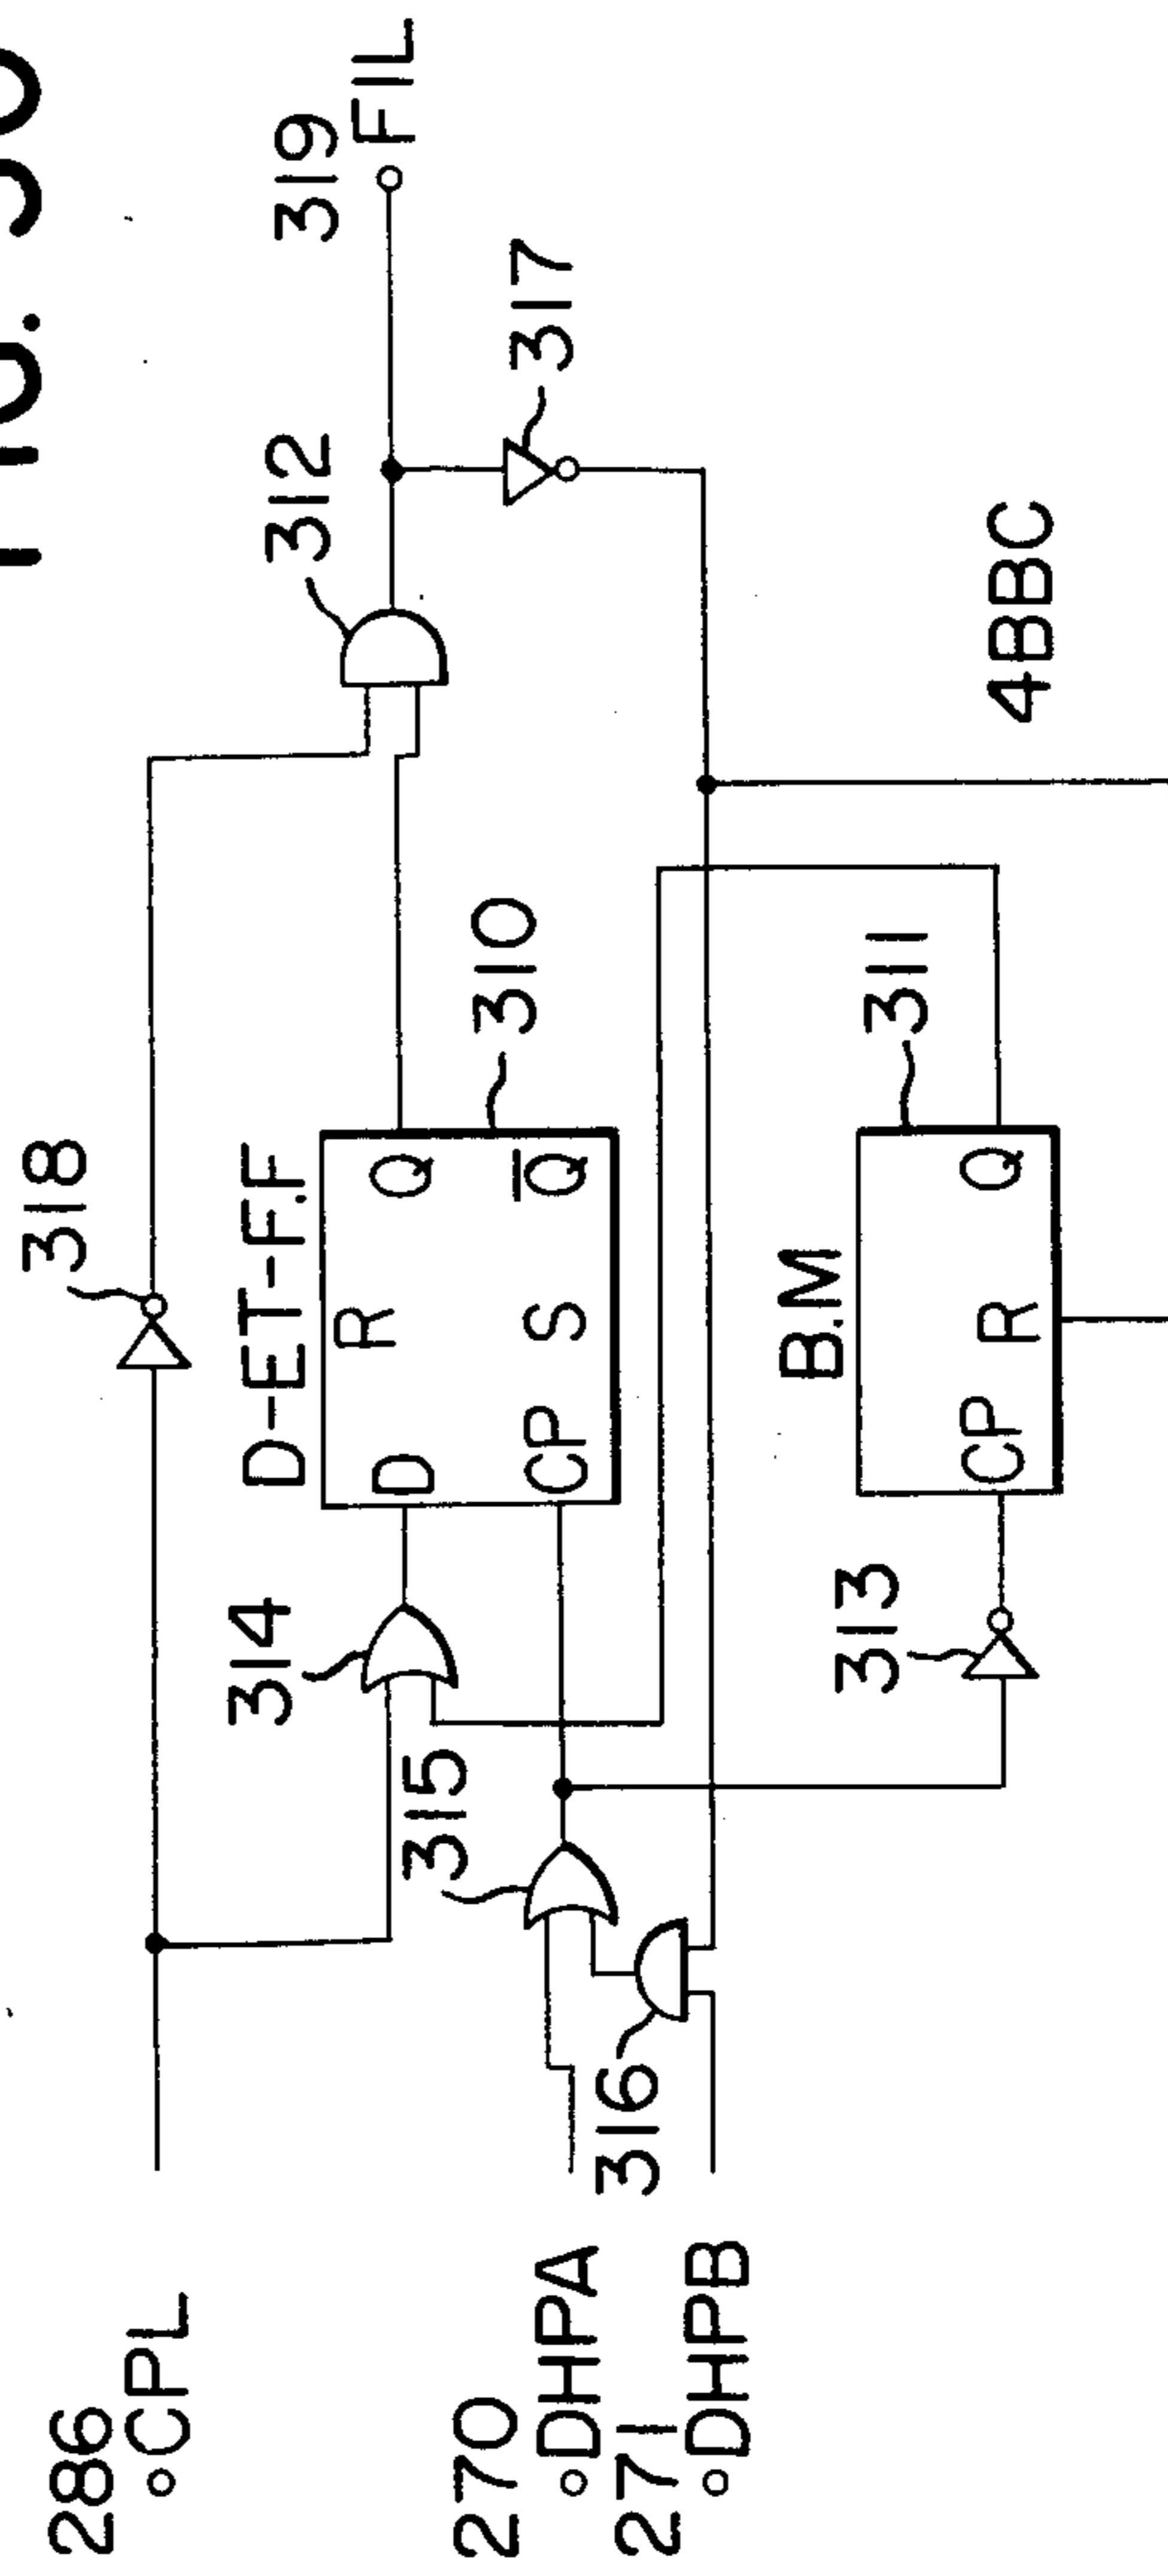 FIG.
286
CPL
318
312
319
FIL
314
D-ET-F.F
D
R
Q
CP
S
Q̅
310
317
315
270
DHPA
316
271
DHPB
B.M
311
313
CP
R
Q
4BBC